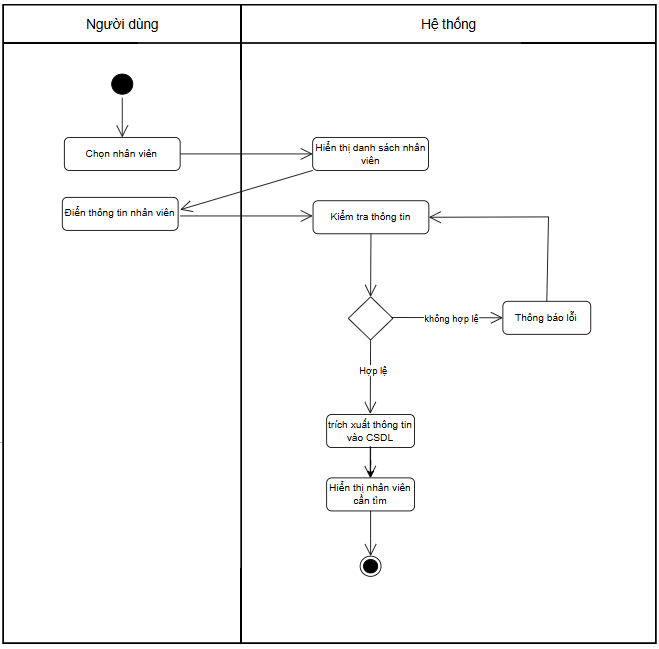 Người dùng
Hệ thống
Chọn nhân viên
Hiển thị danh sách nhân
viên
Điển thông tin nhân viên
Kiểm tra thông tin
không hợp lệ
Thông báo lỗi
Hợp lệ
trích xuất thông tin
vào CSDL
Hiển thị nhân viên
cần tìm